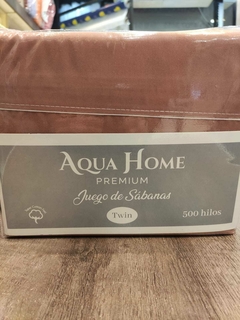 AQUA HOME
PREMIUM
Juego de Sábanas
Twin
500 hilos